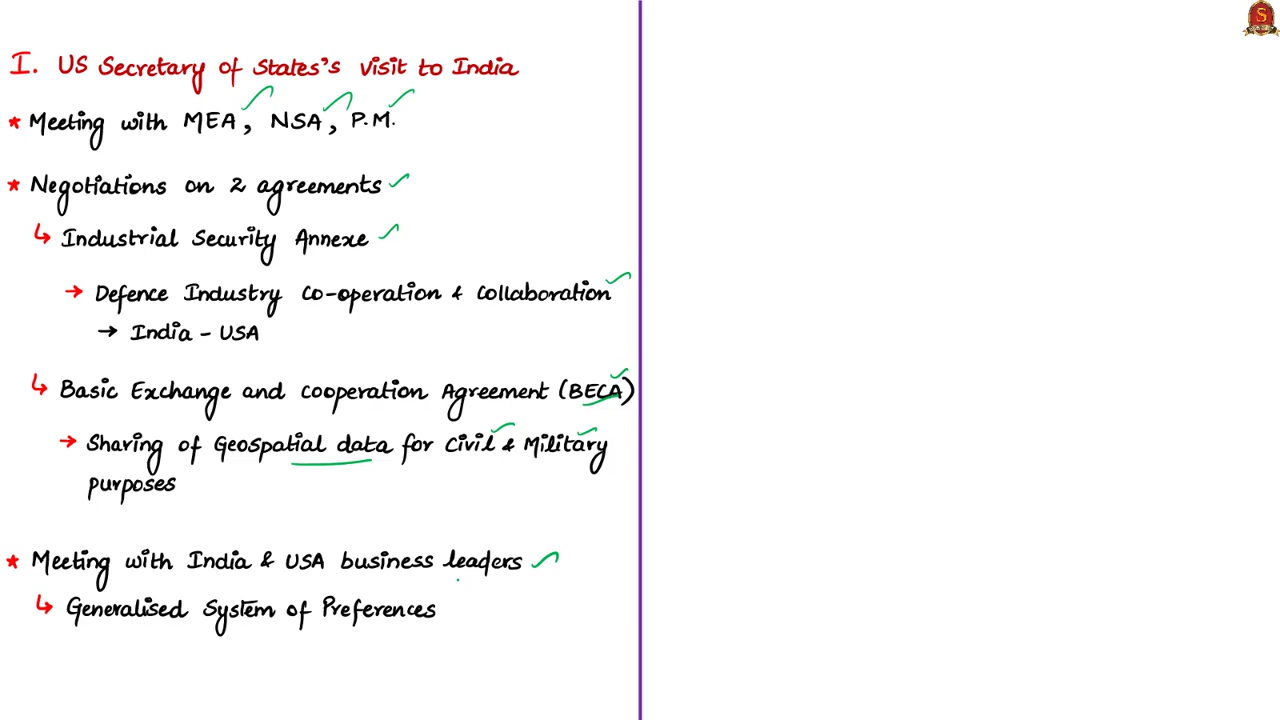 I. US Secretary of States's visit to India
* Meeting with MEA, NSA, P.M.
* Negotiations on 2 agreements
↳ Industrial Security Annexe
→ Defence Industry Co-operation & Collaboration
→ India - USA
↳ Basic Exchange and Cooperation Agreement (BECA)
→ Sharing of Geospatial data for Civil & Military
purposes
* Meeting with India & USA business leaders
↳ Generalised System of Preferences
S